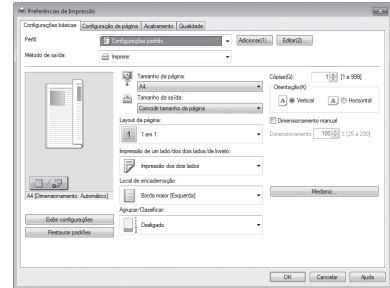 Preferências de Impressão
Configurações básicas Configuração de página Acabamento Qualidade
Perfil: Configurações padrão Adicionar(1)... Editar(2)...
Método de saída: Imprimir
Tamanho da página: Cópias(Q): 1 [1 a 999]
A4 Orientação(K)
Tamanho da saída: A Vertical A Horizontal
Coincidir tamanho da página
Layout da página: Dimensionamento manual
1 1 em 1 Dimensionamento: 100 % [25 a 200]
Impressão de um lado/dos dois lados/de livreto:
Impressão dos dois lados
Local de encadernação:
A4 [Dimensionamento: Automático] Borda maior [Esquerda] Medianiz...
Agrupar/Classificar:
Exibir configurações Desligado
Restaurar padrões
OK Cancelar Ajuda